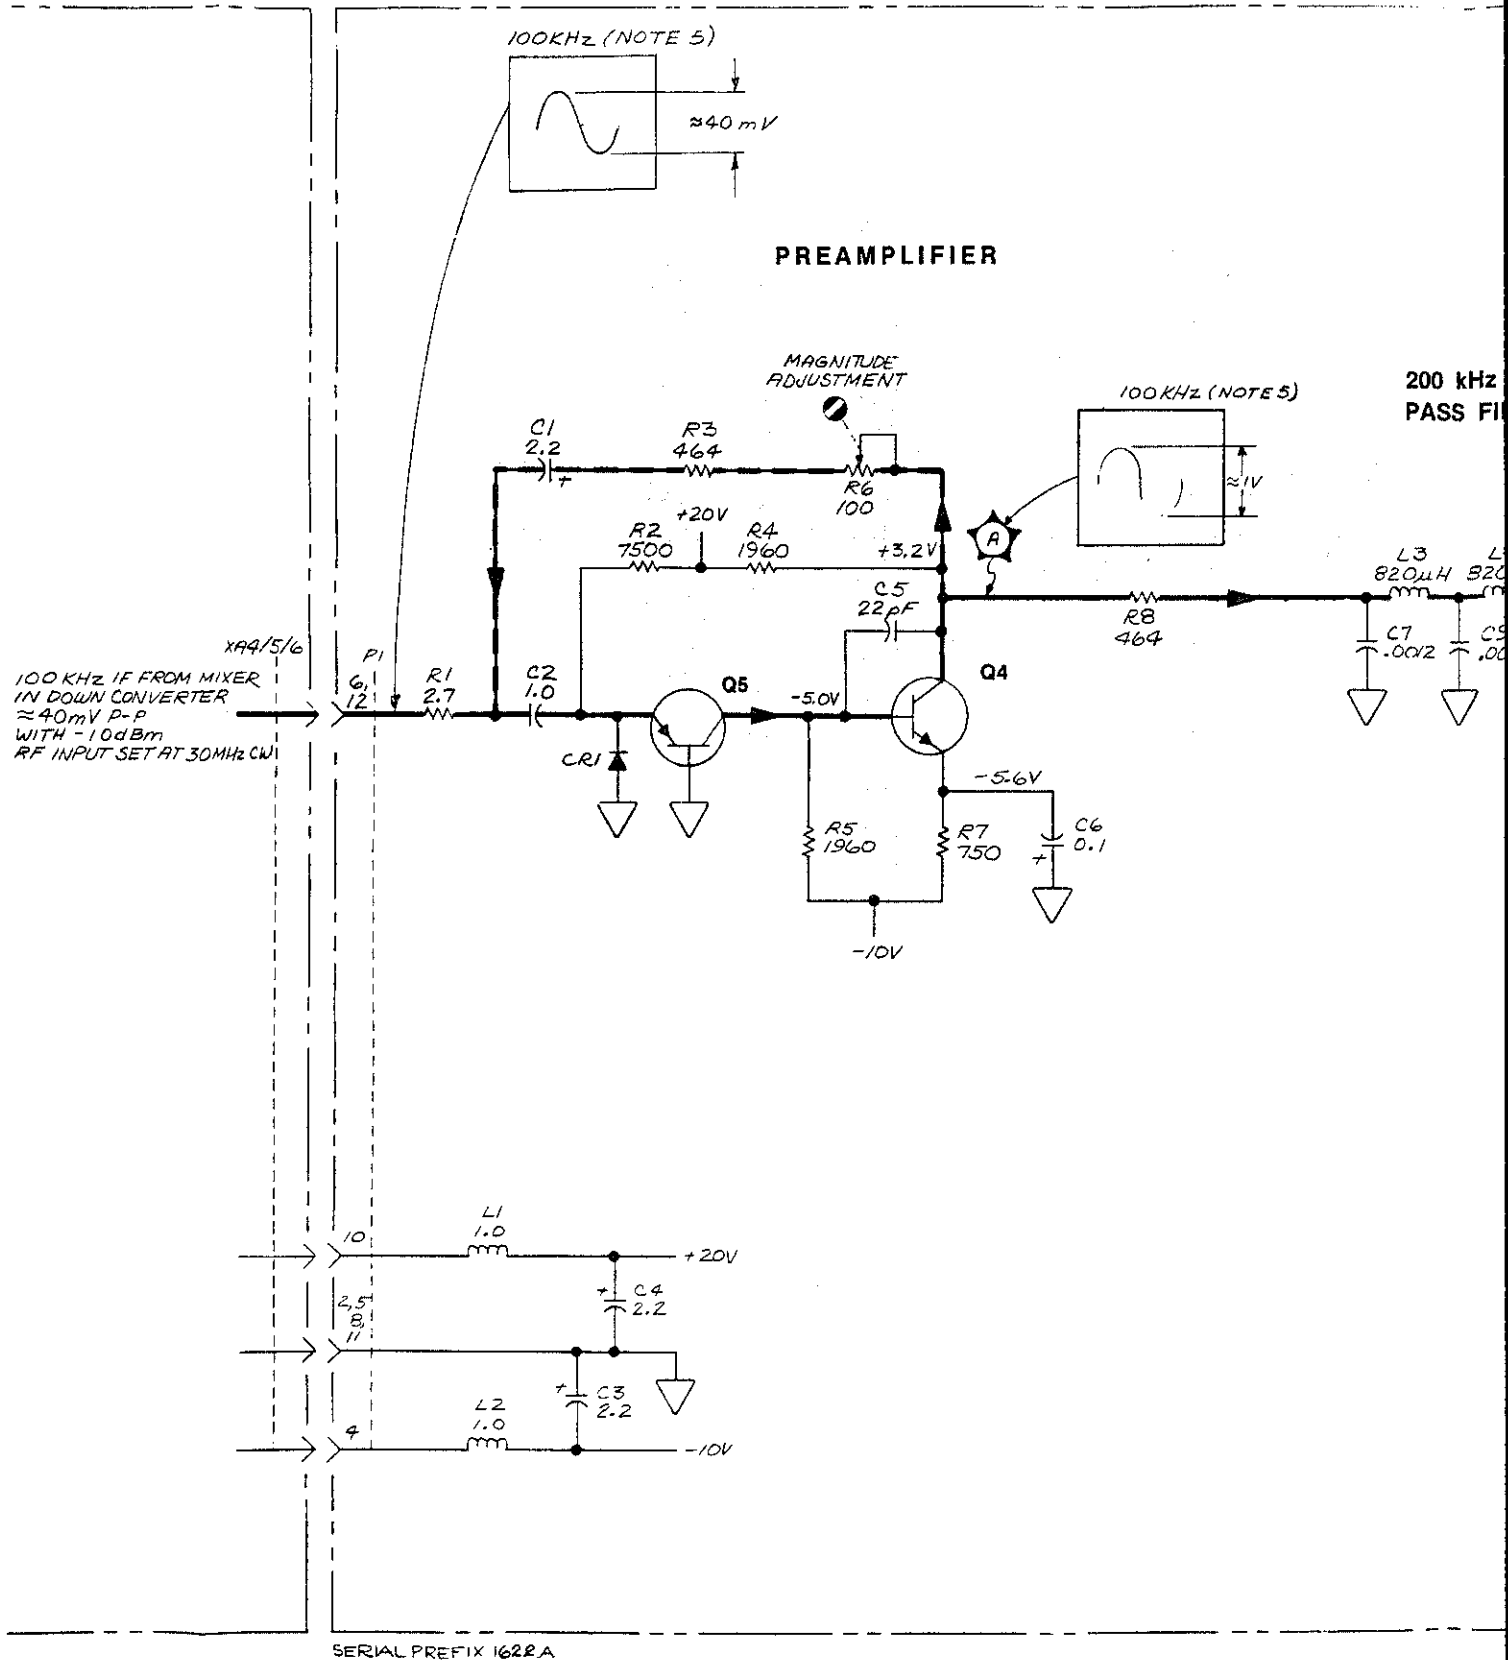 100KHz (NOTE 5)
≈40mV
PREAMPLIFIER
MAGNITUDE
ADJUSTMENT
100KHz (NOTE 5)
200 kHz
PASS
≈1V
C1
2.2
+
R3
464
R6
100
+20V
R2
7500
R4
1960
+3.2V
A
C5
22pF
L3
820µH
R8
464
C7
.0012
XA4/5/6
P1
100 KHZ IF FROM MIXER
IN DOWN CONVERTER
≈40mV P-P
WITH -10dBm
RF INPUT SET AT 30MHz CW
6,
12
R1
2.7
C2
1.0
Q5
-5.0V
Q4
CR1
-5.6V
R5
1960
R7
750
C6
0.1
+
-10V
10
L1
1.0
+20V
+
C4
2.2
2,5
8,
11
+
C3
2.2
4
L2
1.0
-10V
SERIAL PREFIX 1622A